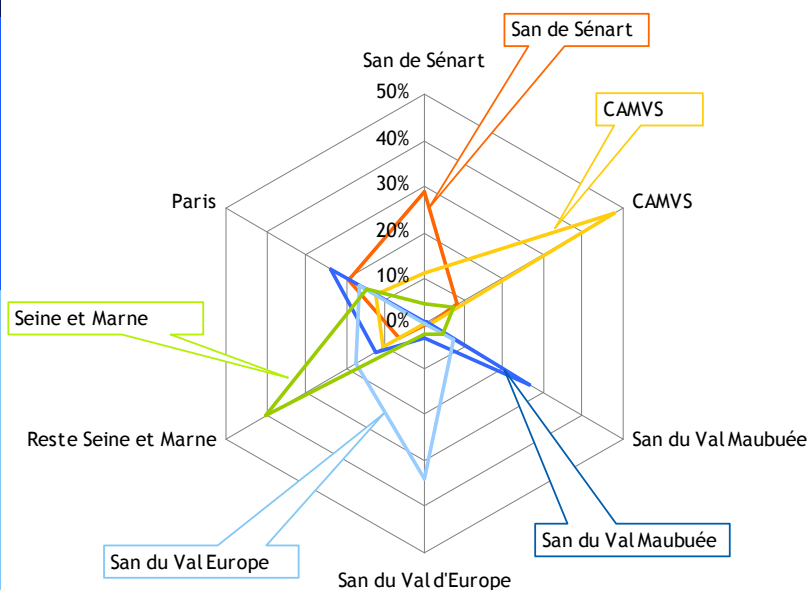 San de Sénart
San de Sénart
50%
CAMVS
40%
30%
Paris
CAMVS
20%
10%
Seine et Marne
0%
Reste Seine et Marne
San du Val Maubuée
San du Val Maubuée
San du Val Europe
San du Val d'Europe